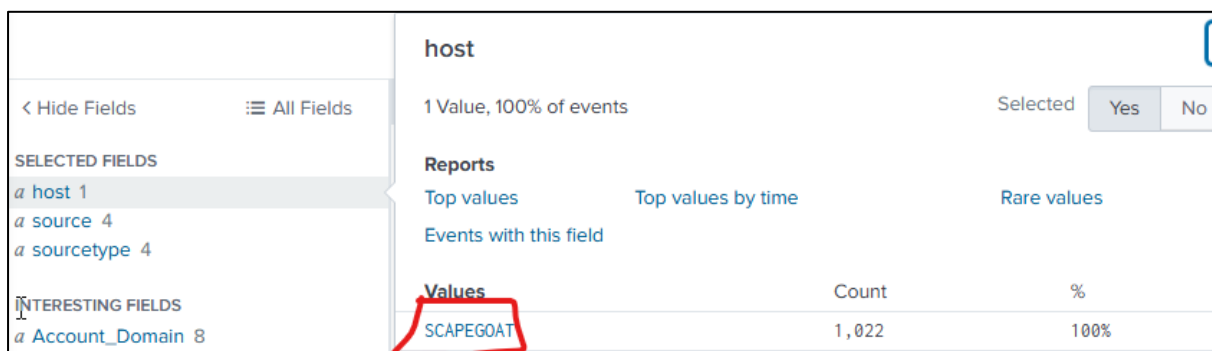 < Hide Fields
All Fields
SELECTED FIELDS
a host 1
a source 4
a sourcetype 4
INTERESTING FIELDS
a Account_Domain 8
host
1 Value, 100% of events
Selected Yes No
Reports
Top values Top values by time Rare values
Events with this field
Values Count %
SCAPEGOAT 1,022 100%